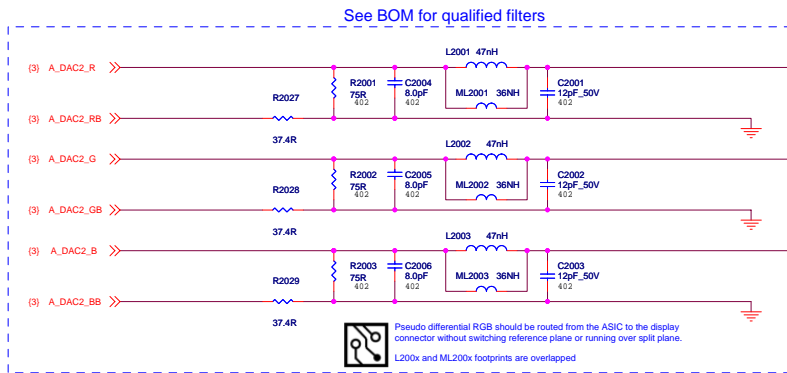 See BOM for qualified filters
L2001 47nH
{3} A_DAC2_R
R2001
75R
402
C2004
8.0pF
402
ML2001 36NH
C2001
12pF_50V
402
R2027
{3} A_DAC2_RB
37.4R
L2002 47nH
{3} A_DAC2_G
R2002
75R
402
C2005
8.0pF
402
ML2002 36NH
C2002
12pF_50V
402
R2028
{3} A_DAC2_GB
37.4R
L2003 47nH
{3} A_DAC2_B
R2003
75R
402
C2006
8.0pF
402
ML2003 36NH
C2003
12pF_50V
402
R2029
{3} A_DAC2_BB
37.4R
Pseudo differential RGB should be routed from the ASIC to the display
connector without switching reference plane or running over split plane.
L200x and ML200x footprints are overlapped